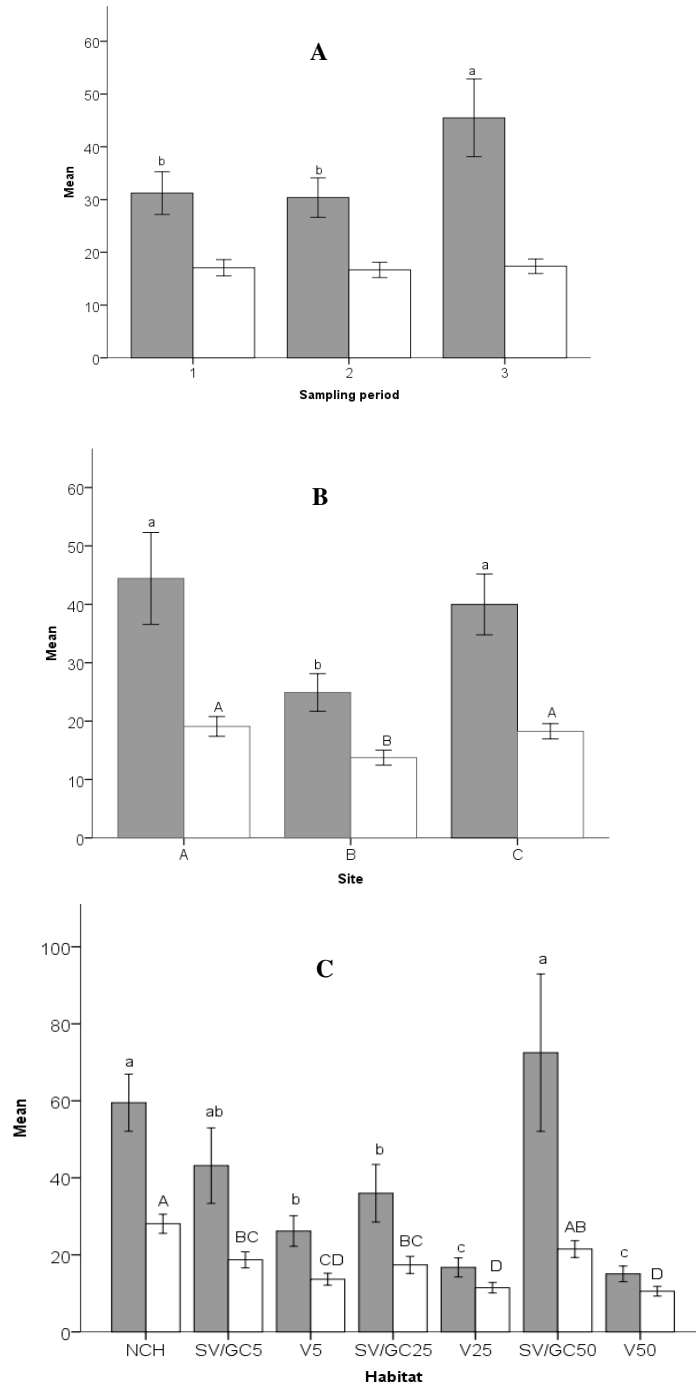 A
60
50
40
30
20
10
0
Mean
b
b
a
1
2
3
Sampling period
B
60
50
40
30
20
10
0
Mean
a
A
b
B
a
A
A
B
C
Site
C
100
80
60
40
20
0
Mean
a
A
ab
BC
b
CD
b
BC
c
D
a
AB
c
D
NCH SV/GC5 V5 SV/GC25 V25 SV/GC50 V50
Habitat